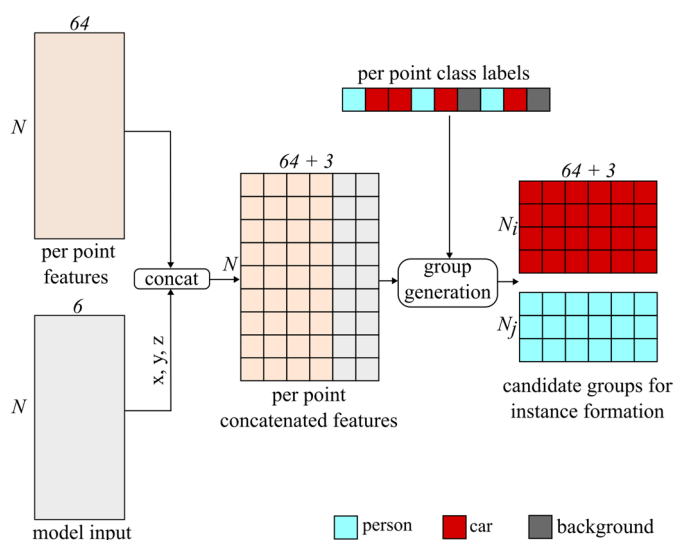 64
N
per point
features
6
N
model input
concat
x, y, z
64 + 3
N
per point
concatenated features
per point class labels
group
generation
64 + 3
Ni
Nj
candidate groups for
instance formation
person
car
background